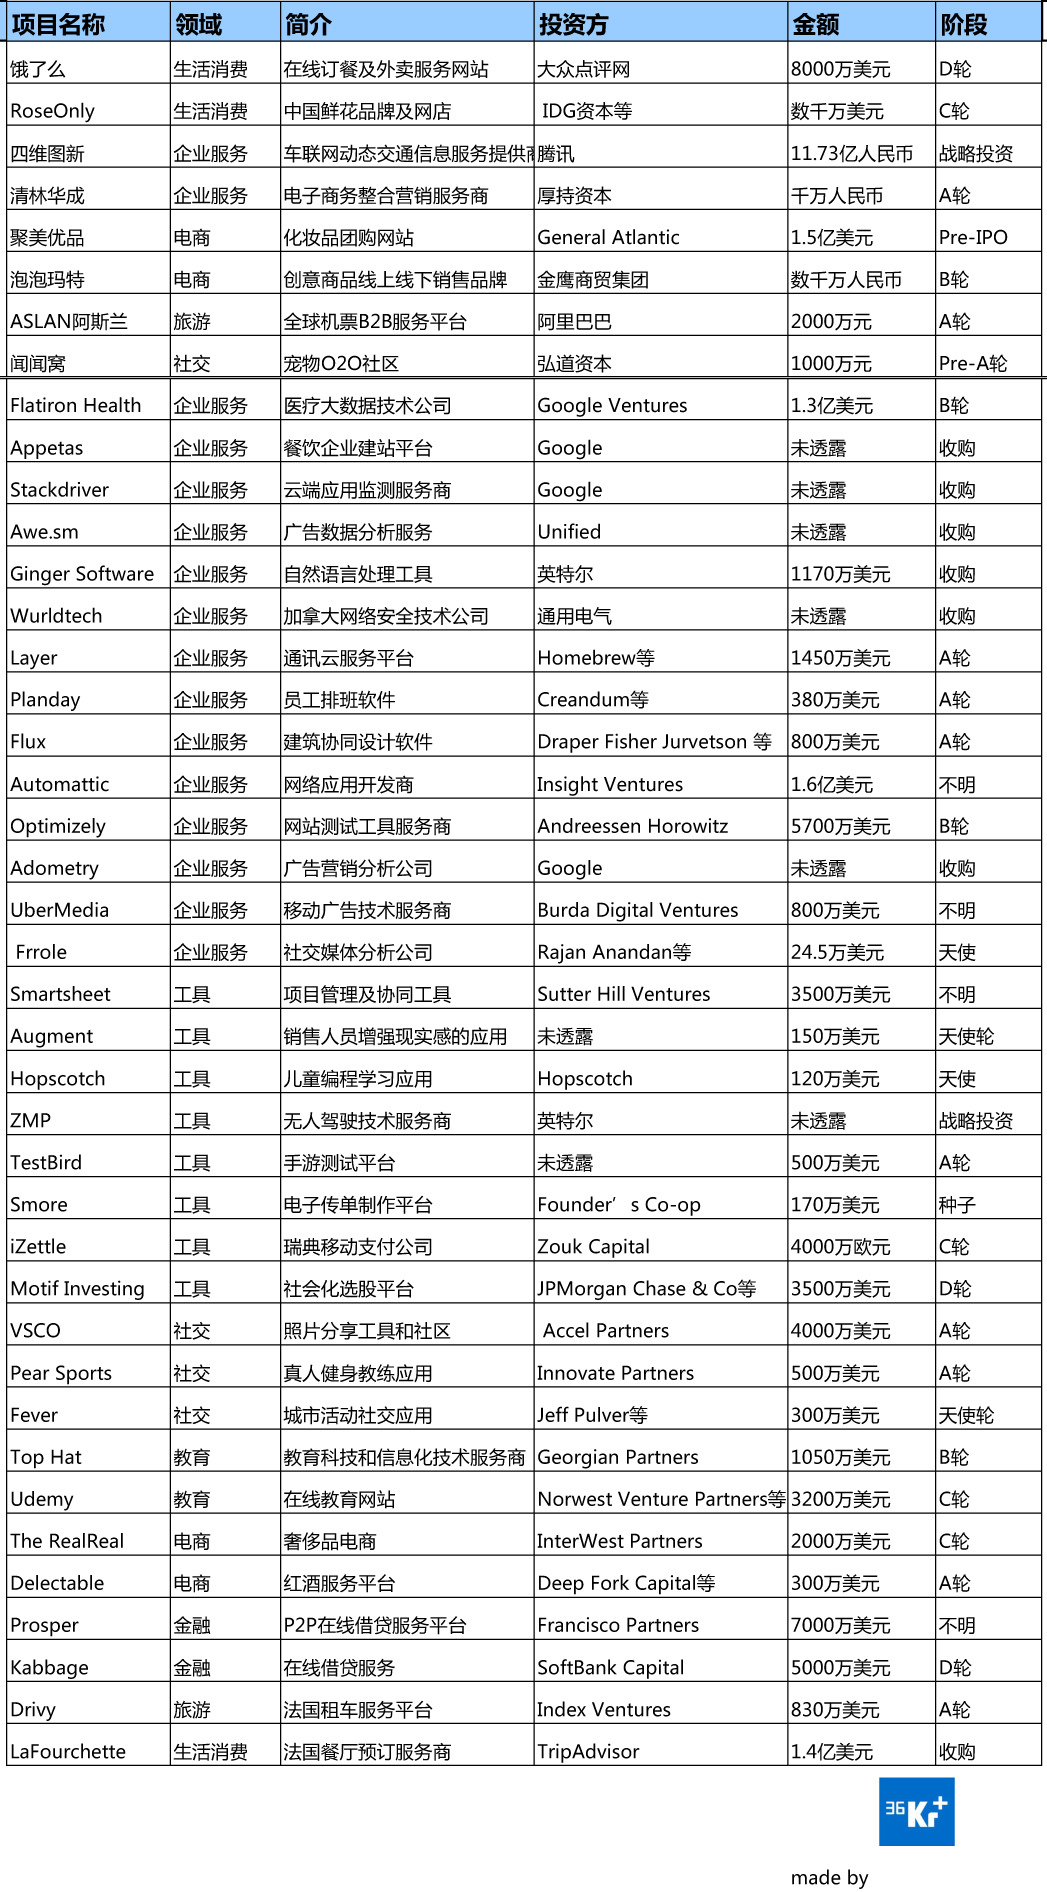 项目名称 领域 简介 投资方 金额 阶段
饿了么 生活消费 在线订餐及外卖服务网站 大众点评网 8000万美元 D轮
RoseOnly 生活消费 中国鲜花品牌及网店 IDG资本等 数千万美元 C轮
四维图新 企业服务 车联网动态交通信息服务提供商 腾讯 11.73亿人民币 战略投资
清林华成 企业服务 电子商务整合营销服务商 厚持资本 千万人民币 A轮
聚美优品 电商 化妆品团购网站 General Atlantic 1.5亿美元 Pre-IPO
泡泡玛特 电商 创意商品线上线下销售品牌 金鹰商贸集团 数千万人民币 B轮
ASLAN阿斯兰 旅游 全球机票B2B服务平台 阿里巴巴 2000万元 A轮
闻闻窝 社交 宠物O2O社区 弘道资本 1000万元 Pre-A轮
Flatiron Health 企业服务 医疗大数据技术公司 Google Ventures 1.3亿美元 B轮
Appetas 企业服务 餐饮企业建站平台 Google 未透露 收购
Stackdriver 企业服务 云端应用监测服务商 Google 未透露 收购
Awe.sm 企业服务 广告数据分析服务 Unified 未透露 收购
Ginger Software 企业服务 自然语言处理工具 英特尔 1170万美元 收购
Wurldtech 企业服务 加拿大网络安全技术公司 通用电气 未透露 收购
Layer 企业服务 通讯云服务平台 Homebrew等 1450万美元 A轮
Planday 企业服务 员工排班软件 Creandum等 380万美元 A轮
Flux 企业服务 建筑协同设计软件 Draper Fisher Jurvetson 等 800万美元 A轮
Automattic 企业服务 网络应用开发商 Insight Ventures 1.6亿美元 不明
Optimizely 企业服务 网站测试工具服务商 Andreessen Horowitz 5700万美元 B轮
Adometry 企业服务 广告营销分析公司 Google 未透露 收购
UberMedia 企业服务 移动广告技术服务商 Burda Digital Ventures 800万美元 不明
Frrole 企业服务 社交媒体分析公司 Rajan Anandan等 24.5万美元 天使
Smartsheet 工具 项目管理及协同工具 Sutter Hill Ventures 3500万美元 不明
Augment 工具 销售人员增强现实感的应用 未透露 150万美元 天使轮
Hopscotch 工具 儿童编程学习应用 Hopscotch 120万美元 天使
ZMP 工具 无人驾驶技术服务商 英特尔 未透露 战略投资
TestBird 工具 手游测试平台 未透露 500万美元 A轮
Smore 工具 电子传单制作平台 Founder’s Co-op 170万美元 种子
iZettle 工具 瑞典移动支付公司 Zouk Capital 4000万欧元 C轮
Motif Investing 工具 社会化选股平台 JPMorgan Chase & Co等 3500万美元 D轮
VSCO 社交 照片分享工具和社区 Accel Partners 4000万美元 A轮
Pear Sports 社交 真人健身教练应用 Innovate Partners 500万美元 A轮
Fever 社交 城市活动社交应用 Jeff Pulver等 300万美元 天使轮
Top Hat 教育 教育科技和信息化技术服务商 Georgian Partners 1050万美元 B轮
Udemy 教育 在线教育网站 Norwest Venture Partners等 3200万美元 C轮
The RealReal 电商 奢侈品电商 InterWest Partners 2000万美元 C轮
Delectable 电商 红酒服务平台 Deep Fork Capital等 300万美元 A轮
Prosper 金融 P2P在线借贷服务平台 Francisco Partners 7000万美元 不明
Kabbage 金融 在线借贷服务 SoftBank Capital 5000万美元 D轮
Drivy 旅游 法国租车服务平台 Index Ventures 830万美元 A轮
LaFourchette 生活消费 法国餐厅预订服务商 TripAdvisor 1.4亿美元 收购
36Kr+
made by